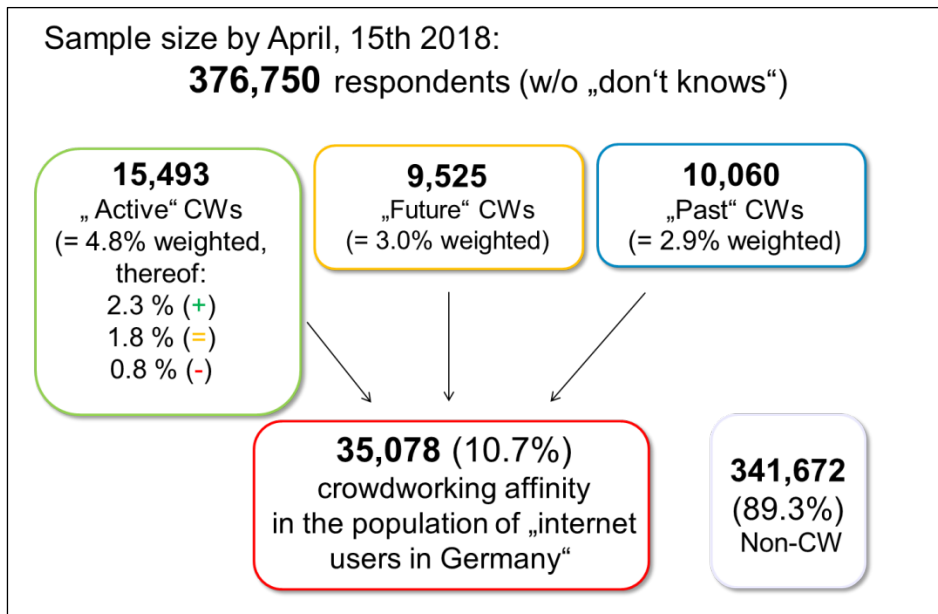 Sample size by April, 15th 2018:
376,750 respondents (w/o „don‘t knows“)
15,493
„ Active“ CWs
(= 4.8% weighted,
thereof:
2.3 % (+)
1.8 % (=)
0.8 % (-)
9,525
„Future“ CWs
(= 3.0% weighted)
10,060
„Past“ CWs
(= 2.9% weighted)
35,078 (10.7%)
crowdworking affinity
in the population of „internet
users in Germany“
341,672
(89.3%)
Non-CW